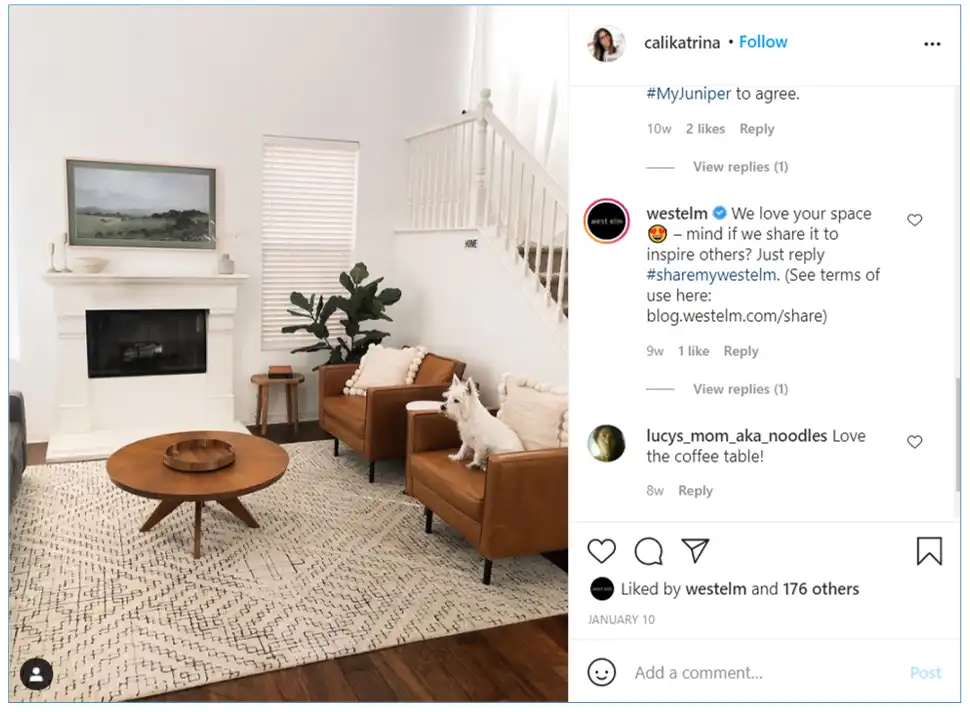 calikatrina • Follow
#MyJuniper to agree.
10w 2 likes Reply
View replies (1)
westelm We love your space
😍 – mind if we share it to
inspire others? Just reply
#sharemywestelm. (See terms of
use here:
blog.westelm.com/share)
9w 1 like Reply
View replies (1)
lucys_mom_aka_noodles Love
the coffee table!
8w Reply
Liked by westelm and 176 others
JANUARY 10
Add a comment... Post
HOME
west elm